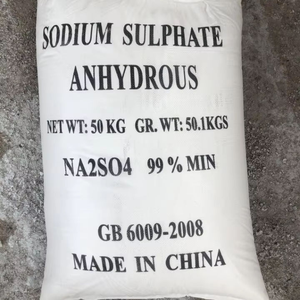 SODIUM SULPHATE
ANHYDROUS
NET WT: 50 KG GR. WT: 50.1KGS
NA2SO4 99 % MIN
GB 6009-2008
MADE IN CHINA